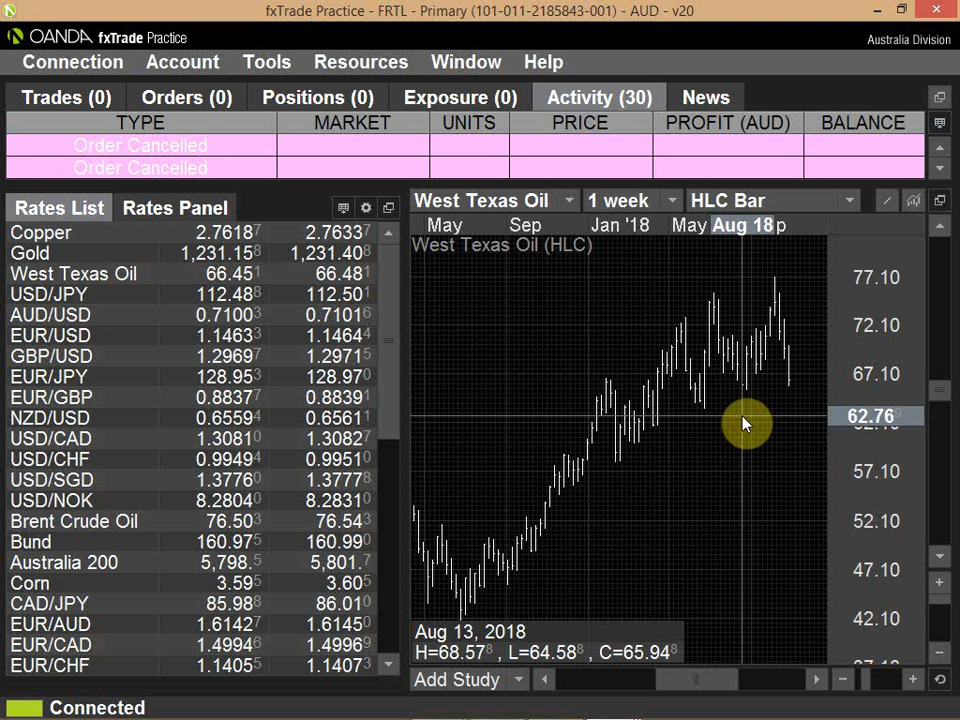 fxTrade Practice - FRTL - Primary (101-011-2185843-001) - AUD - v20
OANDA fxTrade Practice
Australia Division
Connection Account Tools Resources Window Help
Trades (0) Orders (0) Positions (0) Exposure (0) Activity (30) News
TYPE MARKET UNITS PRICE PROFIT (AUD) BALANCE
Order Cancelled
Order Cancelled
Rates List Rates Panel
West Texas Oil 1 week HLC Bar
May Sep Jan '18 May Aug 18 p
West Texas Oil (HLC)
Copper 2.7618⁷ 2.7633⁷
Gold 1,231.15⁸ 1,231.40⁸
West Texas Oil 66.45¹ 66.48¹
USD/JPY 112.48⁸ 112.50¹
AUD/USD 0.7100³ 0.7101⁶
EUR/USD 1.1463³ 1.1464⁴
GBP/USD 1.2969⁷ 1.2971⁵
EUR/JPY 128.95³ 128.97⁰
EUR/GBP 0.8837⁷ 0.8839¹
NZD/USD 0.6559⁴ 0.6561¹
USD/CAD 1.3081⁰ 1.3082⁰
USD/CHF 0.9949⁴ 0.9951⁰
USD/SGD 1.3776⁰ 1.3777⁸
USD/NOK 8.2804⁰ 8.2831⁰
Brent Crude Oil 76.50³ 76.54³
Bund 160.97⁵ 160.99⁰
Australia 200 5,798.⁵ 5,801.⁷
Corn 3.59⁵ 3.60⁵
CAD/JPY 85.98⁸ 86.01⁰
EUR/AUD 1.6142⁷ 1.6145⁰
EUR/CAD 1.4994⁶ 1.4996⁹
EUR/CHF 1.1405⁵ 1.1407³
77.10
72.10
67.10
62.76⁹
57.10
52.10
47.10
42.10
Aug 13, 2018
H=68.57⁸, L=64.58⁸, C=65.94⁸
Add Study
Connected